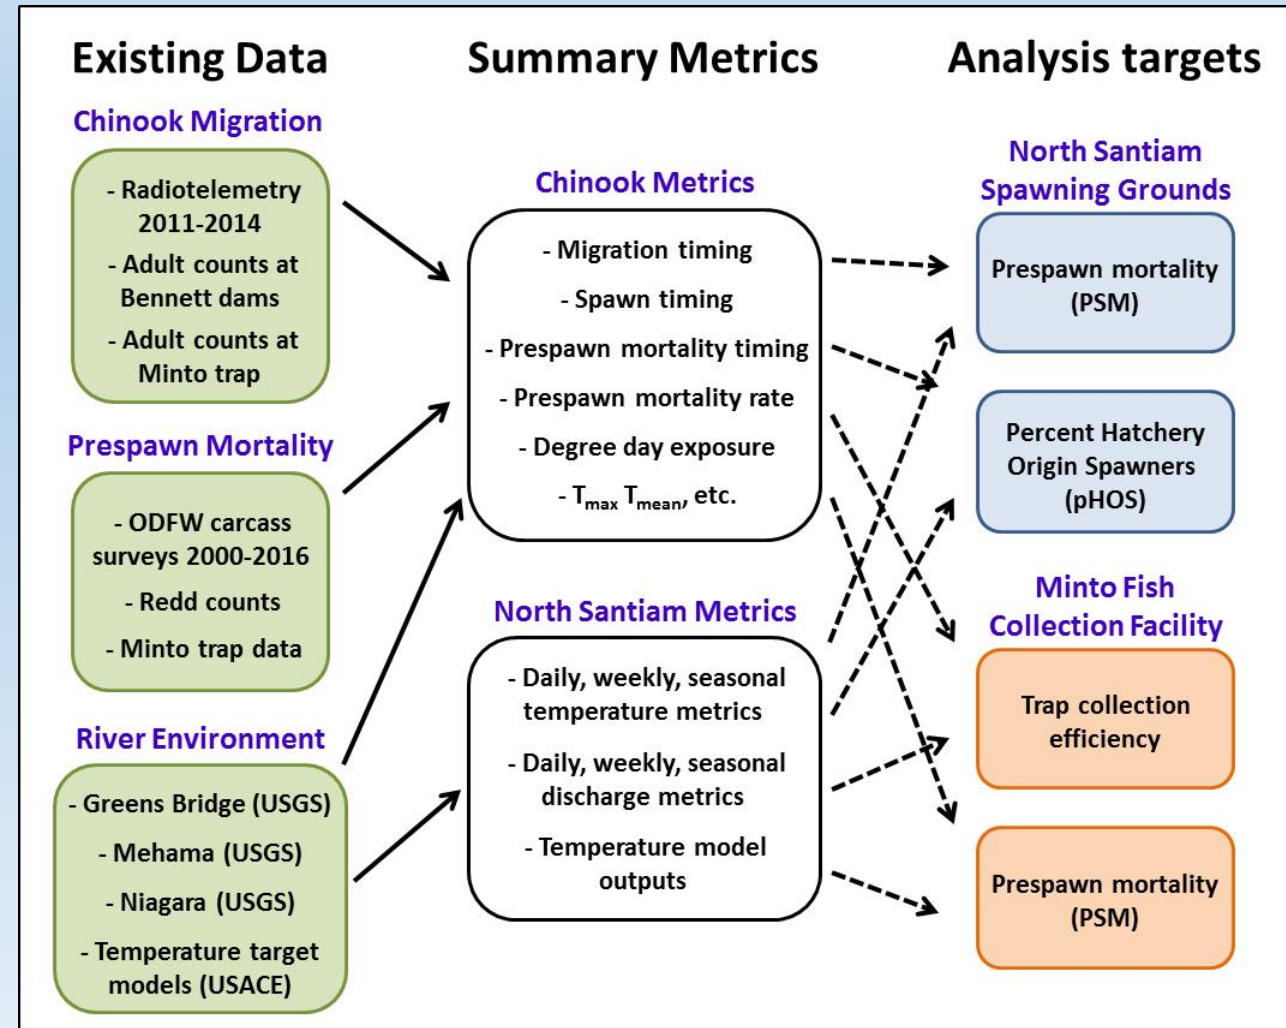 Existing Data
Chinook Migration
- Radiotelemetry
2011-2014
- Adult counts at
Bennett dams
- Adult counts at
Minto trap
Prespawn Mortality
- ODFW carcass
surveys 2000-2016
- Redd counts
- Minto trap data
River Environment
- Greens Bridge (USGS)
- Mehama (USGS)
- Niagara (USGS)
- Temperature target
models (USACE)
Summary Metrics
Chinook Metrics
- Migration timing
- Spawn timing
- Prespawn mortality timing
- Prespawn mortality rate
- Degree day exposure
- Tmax Tmean, etc.
North Santiam Metrics
- Daily, weekly, seasonal
temperature metrics
- Daily, weekly, seasonal
discharge metrics
- Temperature model
outputs
Analysis targets
North Santiam
Spawning Grounds
Prespawn mortality
(PSM)
Percent Hatchery
Origin Spawners
(pHOS)
Minto Fish
Collection Facility
Trap collection
efficiency
Prespawn mortality
(PSM)